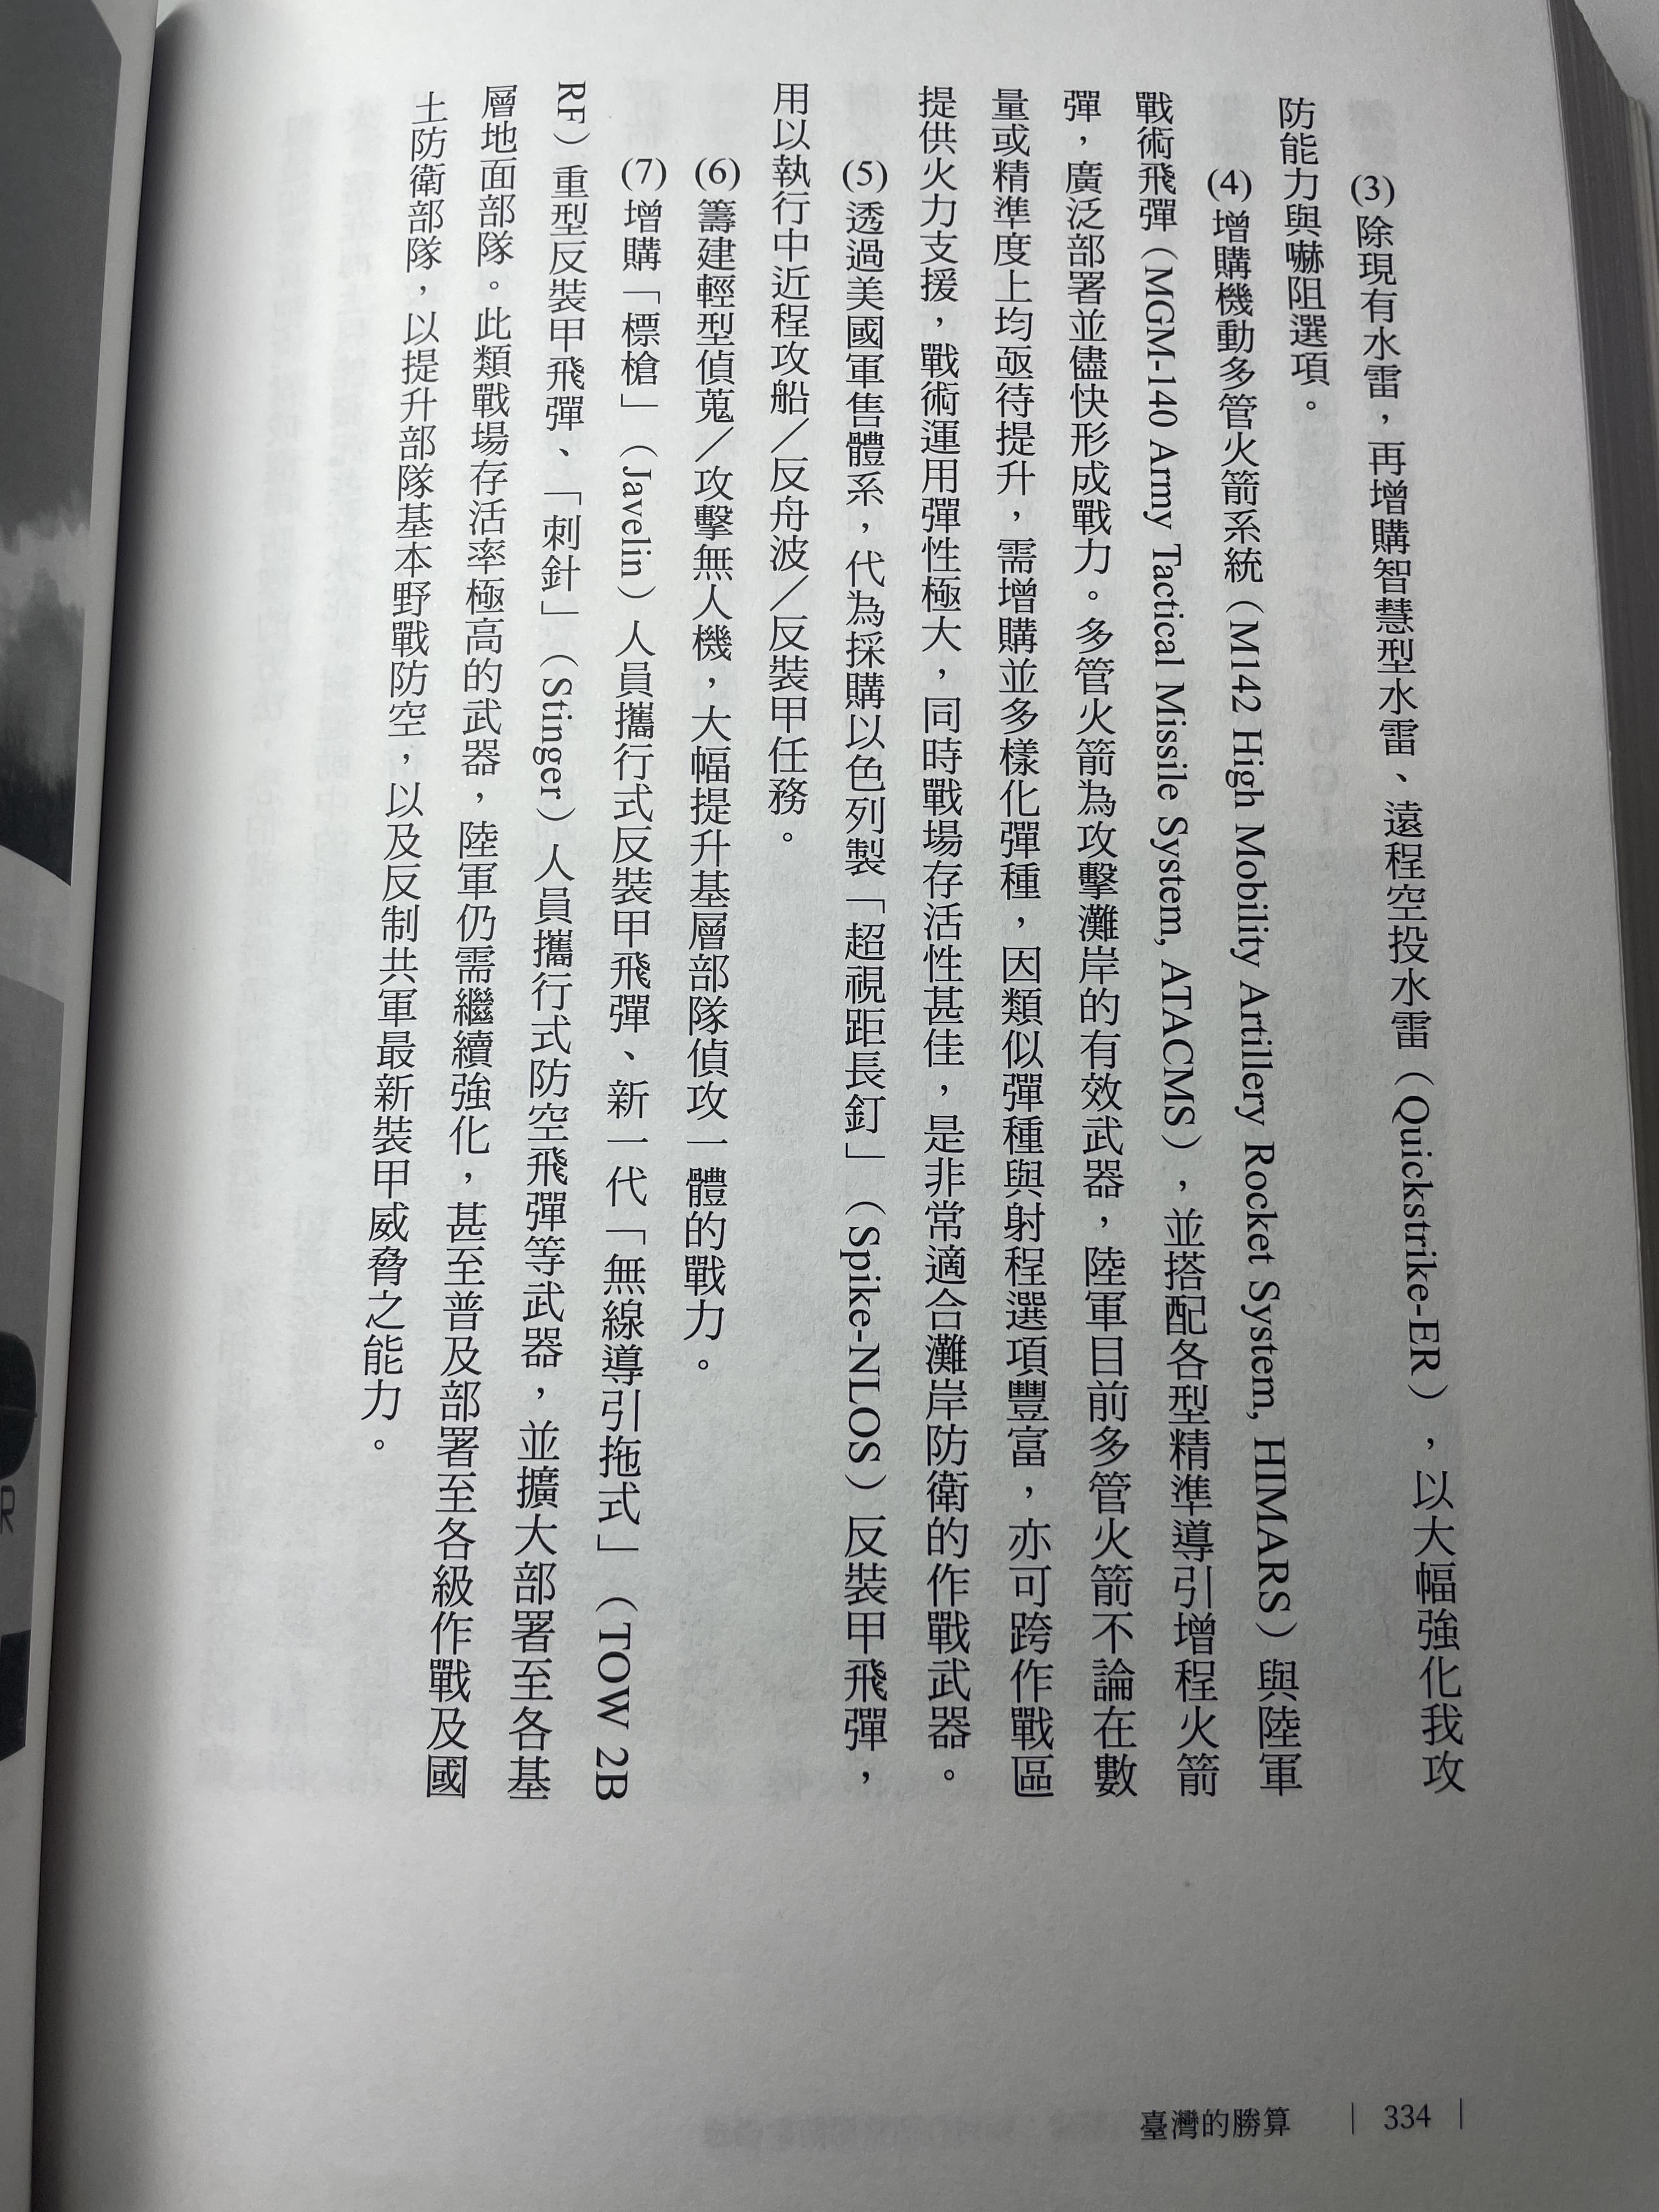 (3) 除現有水雷，再增購智慧型水雷、遠程空投水雷（Quickstrike-ER），以大幅強化我攻
防能力與嚇阻選項。
(4) 增購機動多管火箭系統（M142 High Mobility Artillery Rocket System, HIMARS）與陸軍
戰術飛彈（MGM-140 Army Tactical Missile System, ATACMS），並搭配各型精準導引增程火箭
彈，廣泛部署並儘快形成戰力。多管火箭為攻擊灘岸的有效武器，陸軍目前多管火箭不論在數
量或精準度上均亟待提升，需增購並多樣化彈種，因類似彈種與射程選項豐富，亦可跨作戰區
提供火力支援，戰術運用彈性極大，同時戰場存活性甚佳，是非常適合灘岸防衛的作戰武器。
(5) 透過美國軍售體系，代為採購以色列製「超視距長釘」（Spike-NLOS）反裝甲飛彈，
用以執行中近程攻船／反舟波／反裝甲任務。
(6) 籌建輕型偵蒐／攻擊無人機，大幅提升基層部隊偵攻一體的戰力。
(7) 增購「標槍」（Javelin）人員攜行式反裝甲飛彈、新一代「無線導引拖式」（TOW 2B
RF）重型反裝甲飛彈、「刺針」（Stinger）人員攜行式防空飛彈等武器，並擴大部署至各基
層地面部隊。此類戰場存活率極高的武器，陸軍仍需繼續強化，甚至普及部署至各級作戰及國
土防衛部隊，以提升部隊基本野戰防空，以及反制共軍最新裝甲威脅之能力。
臺灣的勝算 | 334 |
R